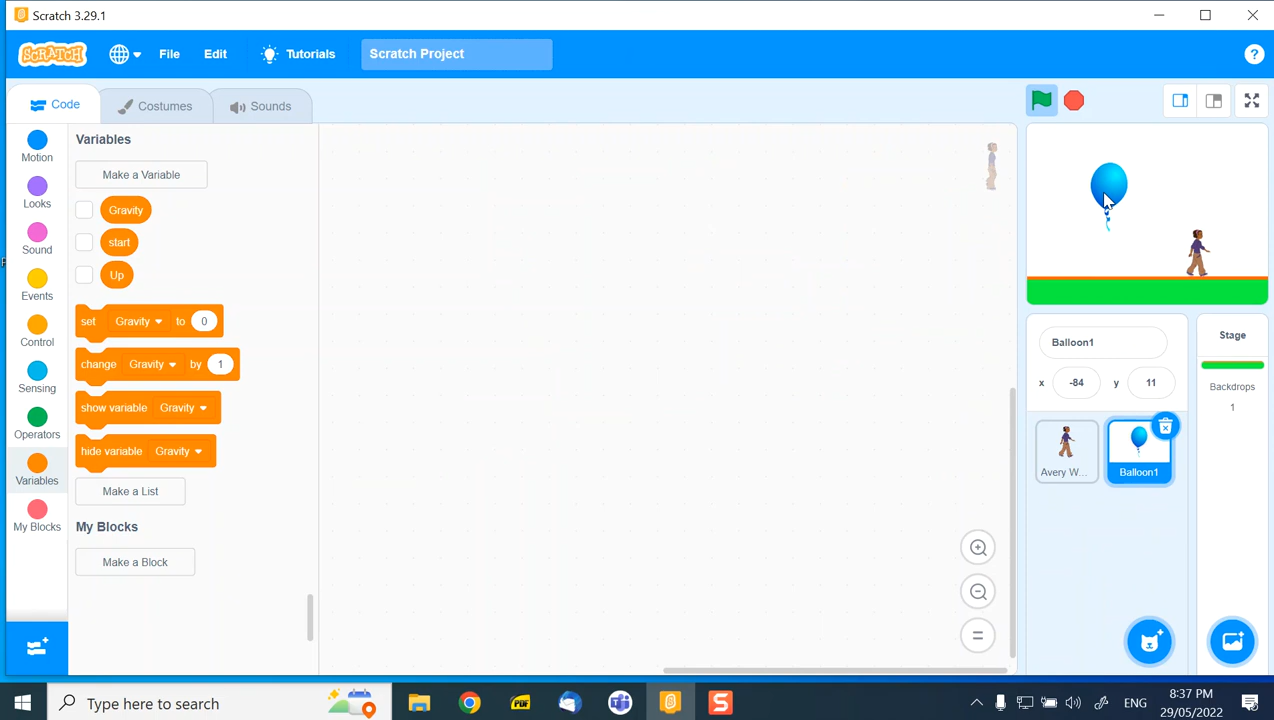 Scratch 3.29.1
SCRATCH File Edit Tutorials Scratch Project ?
Code Costumes Sounds
Motion
Looks
Sound
Events
Control
Sensing
Operators
Variables
My Blocks
Variables
Make a Variable
Gravity
start
Up
set Gravity to 0
change Gravity by 1
show variable Gravity
hide variable Gravity
Make a List
My Blocks
Make a Block
Balloon1
x -84 y 11
Avery W... Balloon1
Stage
Backdrops
1
Type here to search
PDF
S
ENG
8:37 PM
29/05/2022